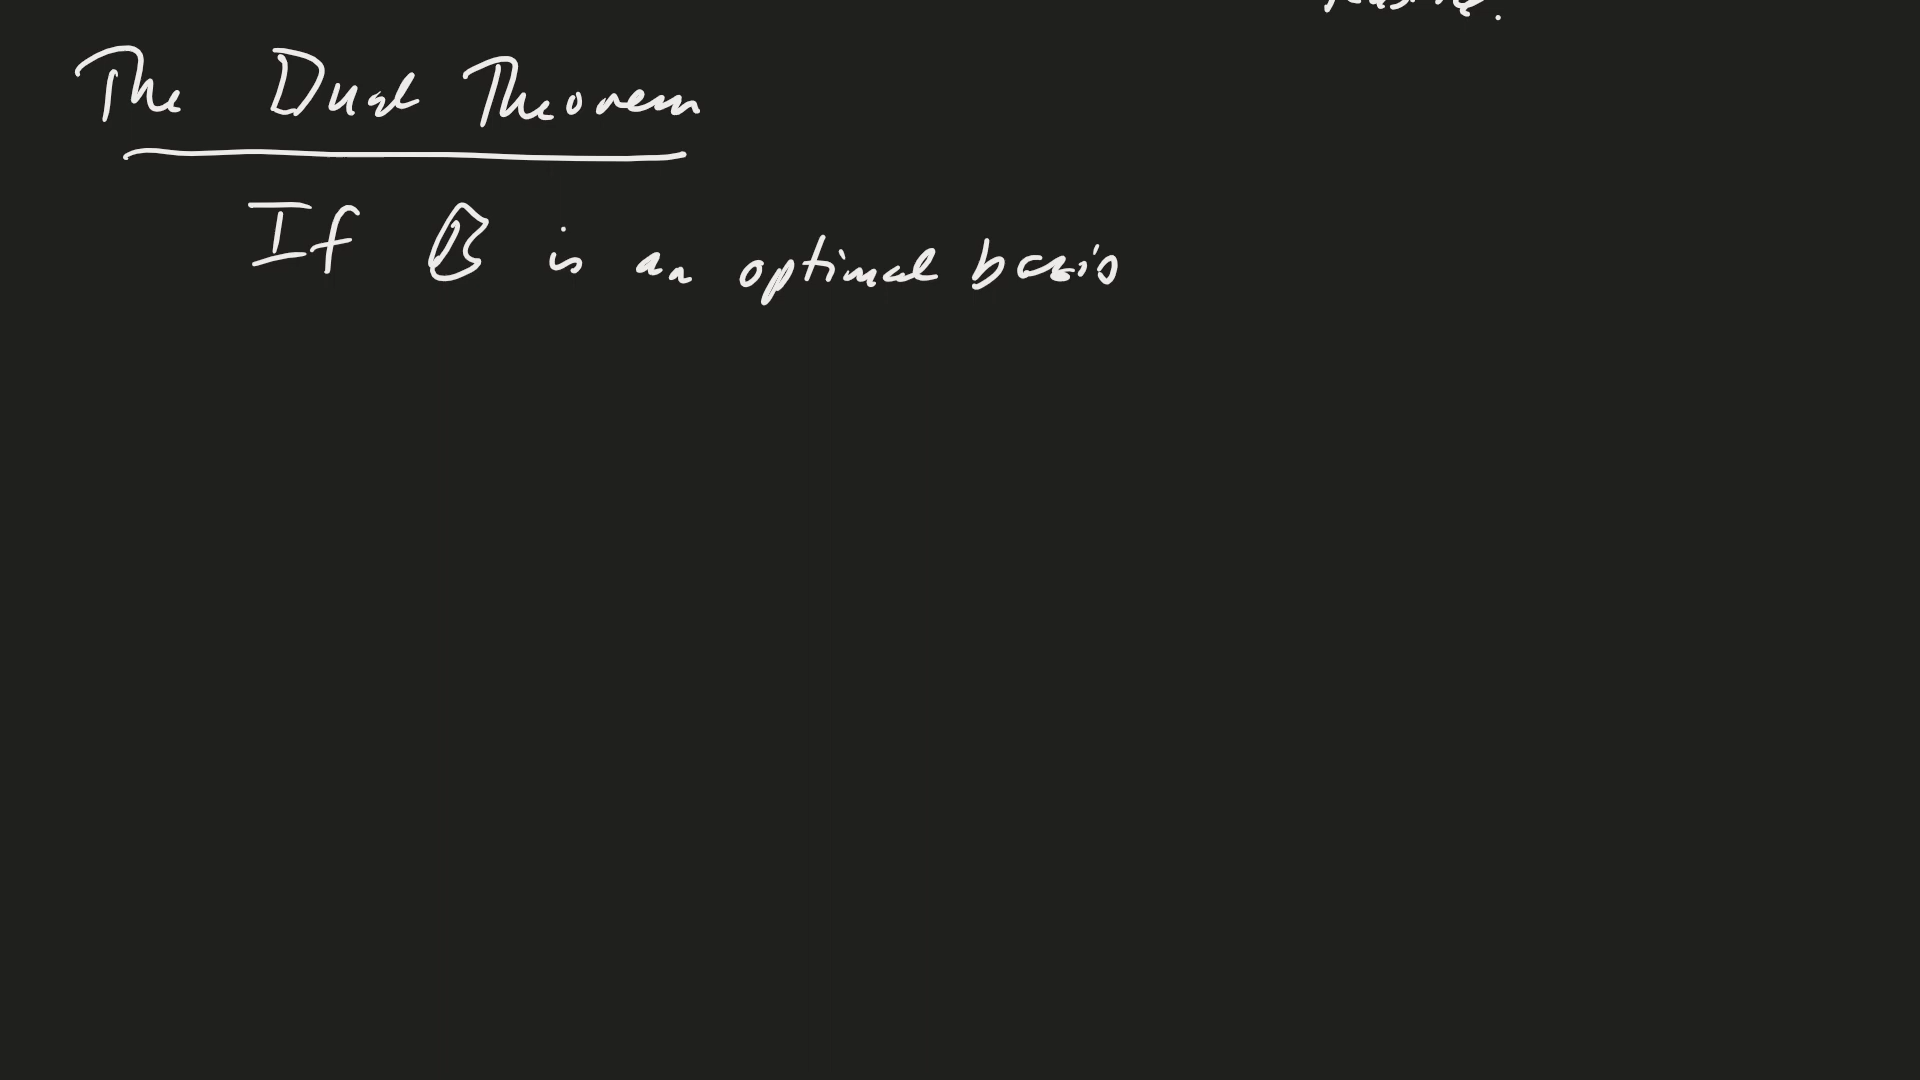 The Dual Theorem
If B is an optimal basis